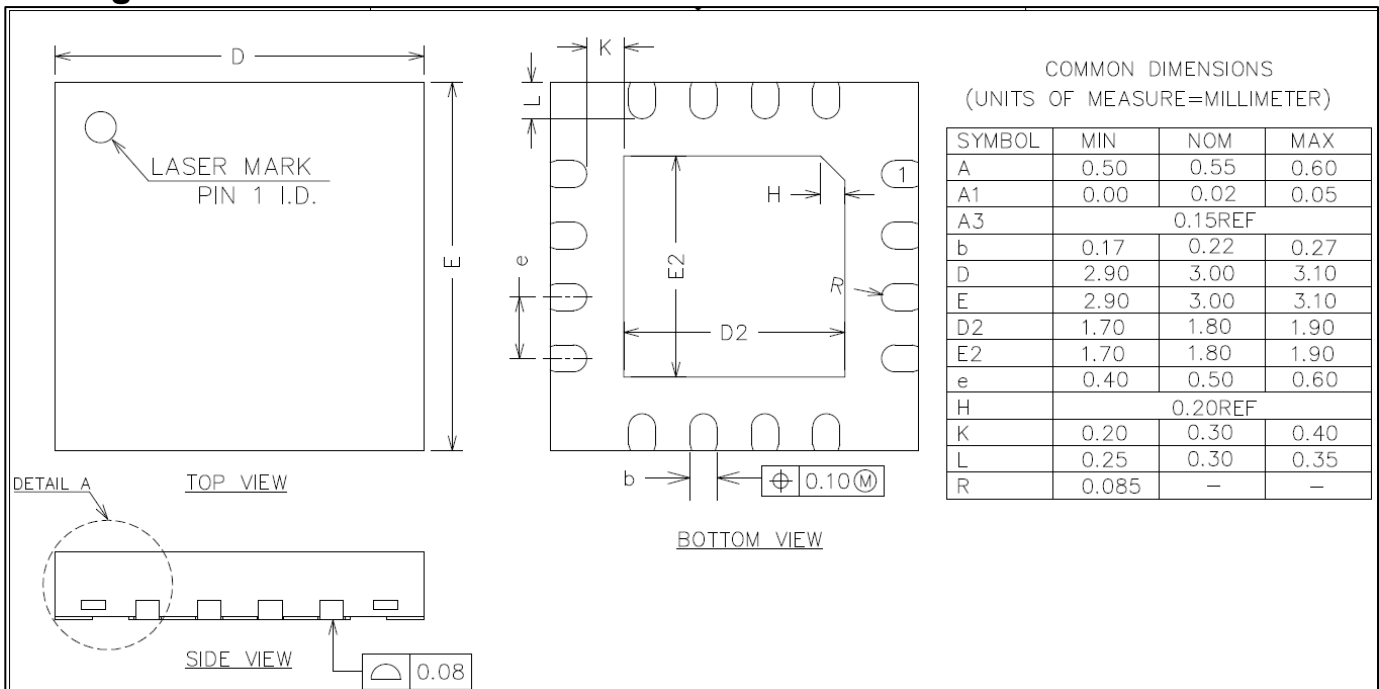 D
LASER MARK
PIN 1 I.D.
E
TOP VIEW
DETAIL A
SIDE VIEW
0.08
K
L
1
H
e
E2
R
D2
b
0.10Ⓜ
BOTTOM VIEW
COMMON DIMENSIONS
(UNITS OF MEASURE=MILLIMETER)
SYMBOL MIN NOM MAX
A 0.50 0.55 0.60
A1 0.00 0.02 0.05
A3 0.15REF
b 0.17 0.22 0.27
D 2.90 3.00 3.10
E 2.90 3.00 3.10
D2 1.70 1.80 1.90
E2 1.70 1.80 1.90
e 0.40 0.50 0.60
H 0.20REF
K 0.20 0.30 0.40
L 0.25 0.30 0.35
R 0.085 – –